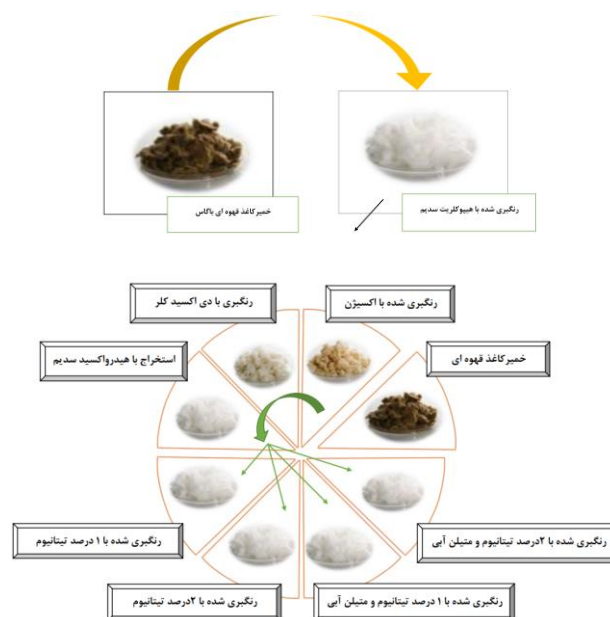 خمیرکاغذ قهوه ای باگاس
رنگبری شده با هیپوکلریت سدیم
رنگبری شده با اکسیژن
رنگبری با دی اکسید کلر
خمیرکاغذ قهوه ای
استخراج با هیدرواکسید سدیم
رنگبری شده با ۲درصد تیتانیوم و متیلن آبی
رنگبری شده با ۱ درصد تیتانیوم
رنگبری شده با ۱ درصد تیتانیوم و متیلن آبی
رنگبری شده با ۲درصد تیتانیوم